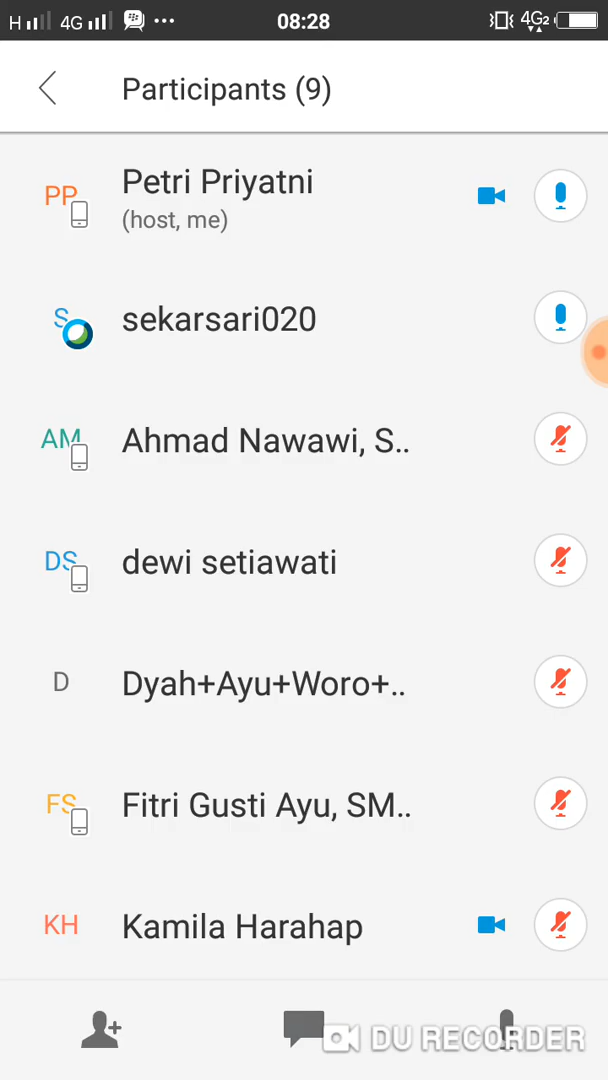 H 4G 08:28 4G2
Participants (9)
PP Petri Priyatni
(host, me)
S sekarsari020
AM Ahmad Nawawi, S..
DS dewi setiawati
D Dyah+Ayu+Woro+..
FS Fitri Gusti Ayu, SM..
KH Kamila Harahap
DU RECORDER